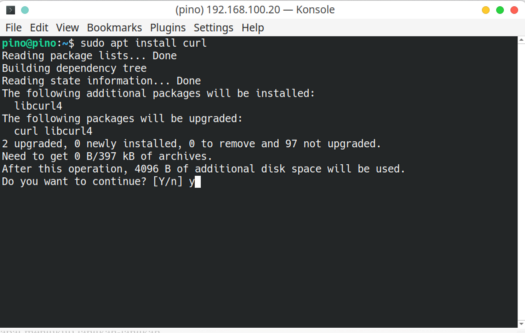 (pino) 192.168.100.20 — Konsole
File Edit View Bookmarks Plugins Settings Help
pino@pino:~$ sudo apt install curl
Reading package lists... Done
Building dependency tree
Reading state information... Done
The following additional packages will be installed:
libcurl4
The following packages will be upgraded:
curl libcurl4
2 upgraded, 0 newly installed, 0 to remove and 97 not upgraded.
Need to get 0 B/397 kB of archives.
After this operation, 4096 B of additional disk space will be used.
Do you want to continue? [Y/n] y